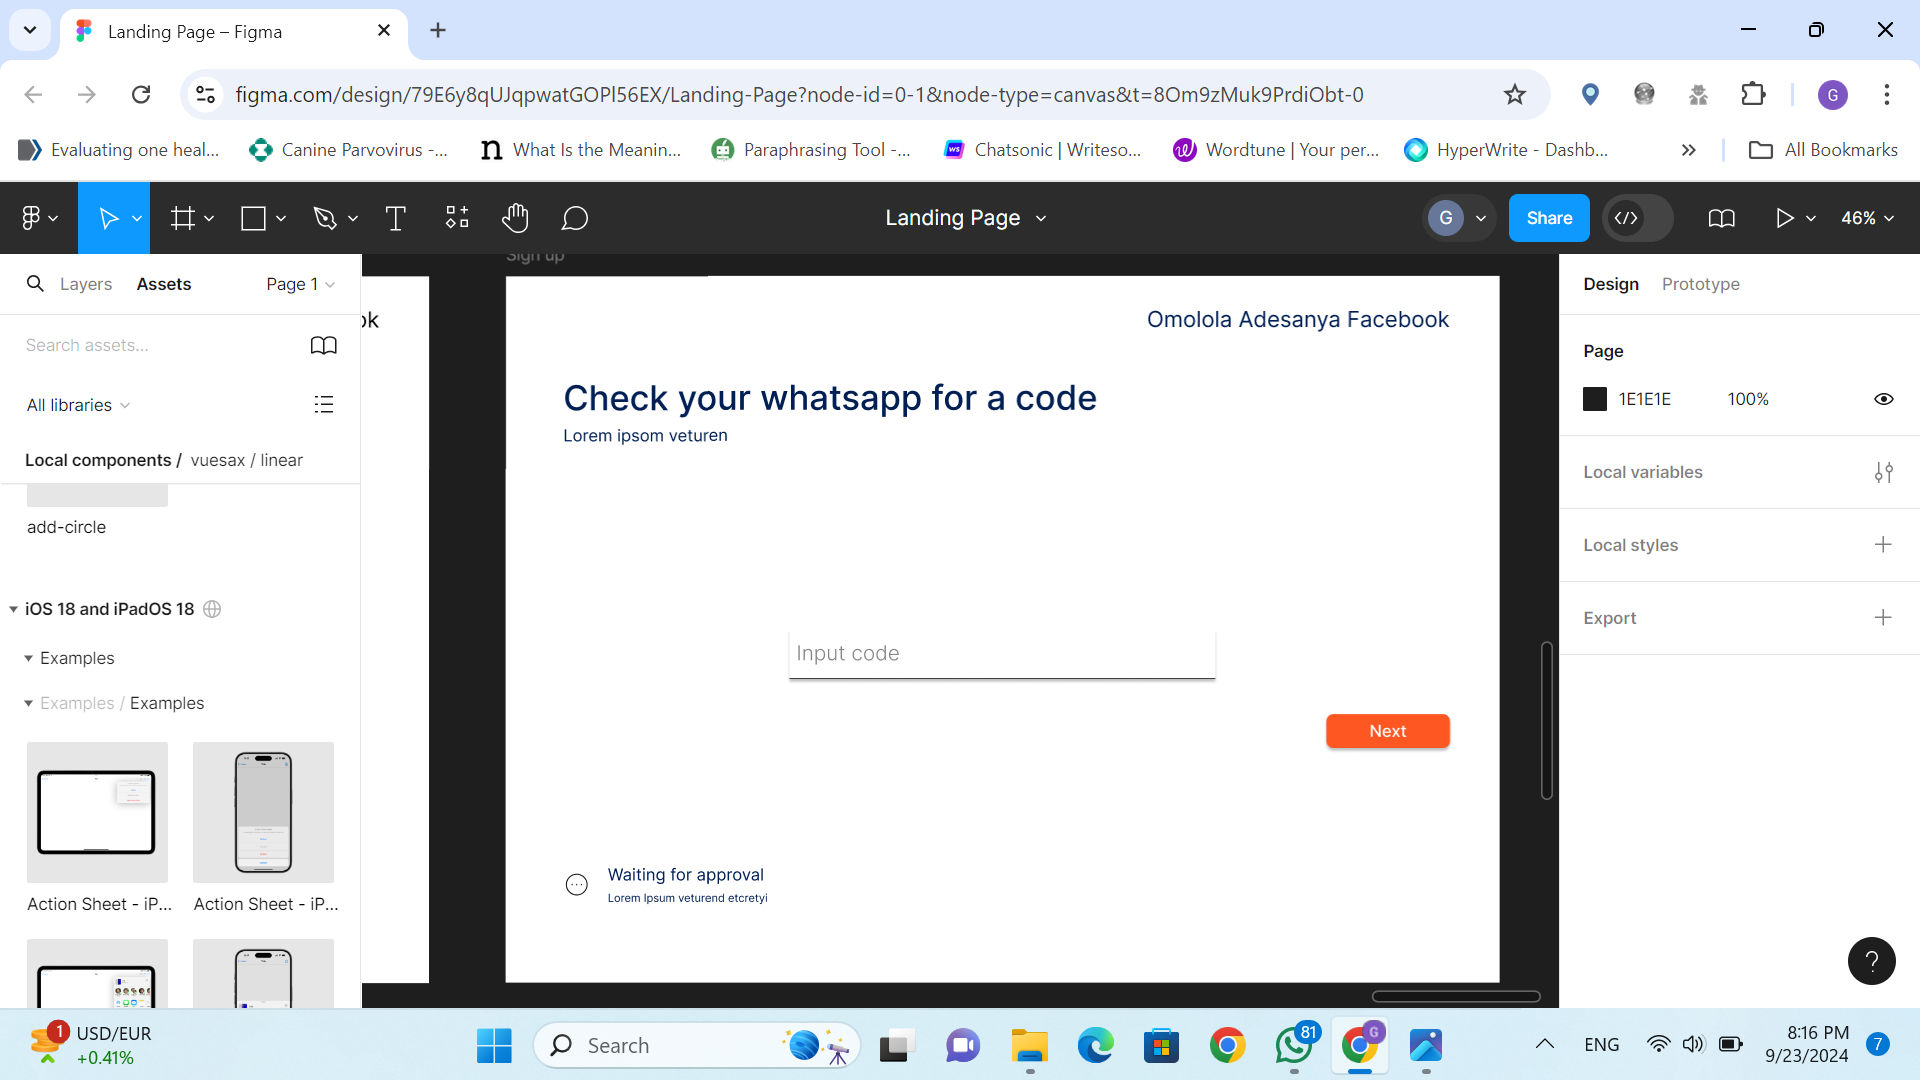 Landing Page – Figma
figma.com/design/79E6y8qUJqpwatGOPl56EX/Landing-Page?node-id=0-1&node-type=canvas&t=8Om9zMuk9PrdiObt-0
G
Evaluating one heal...
Canine Parvovirus -...
What Is the Meanin...
Paraphrasing Tool -...
Chatsonic | Writeso...
Wordtune | Your per...
HyperWrite - Dashb...
All Bookmarks
Landing Page
G
Share
46%
Layers
Assets
Page 1
Search assets...
All libraries
Local components / vuesax / linear
add-circle
iOS 18 and iPadOS 18
Examples
Examples / Examples
Action Sheet - iP...
Action Sheet - iP...
ok
Sign up
Omolola Adesanya Facebook
Check your whatsapp for a code
Lorem ipsom veturen
Input code
Next
Waiting for approval
Lorem Ipsum veturend etcretyi
Design
Prototype
Page
1E1E1E
100%
Local variables
Local styles
Export
?
1
USD/EUR
+0.41%
Search
81
G
ENG
8:16 PM
9/23/2024
7